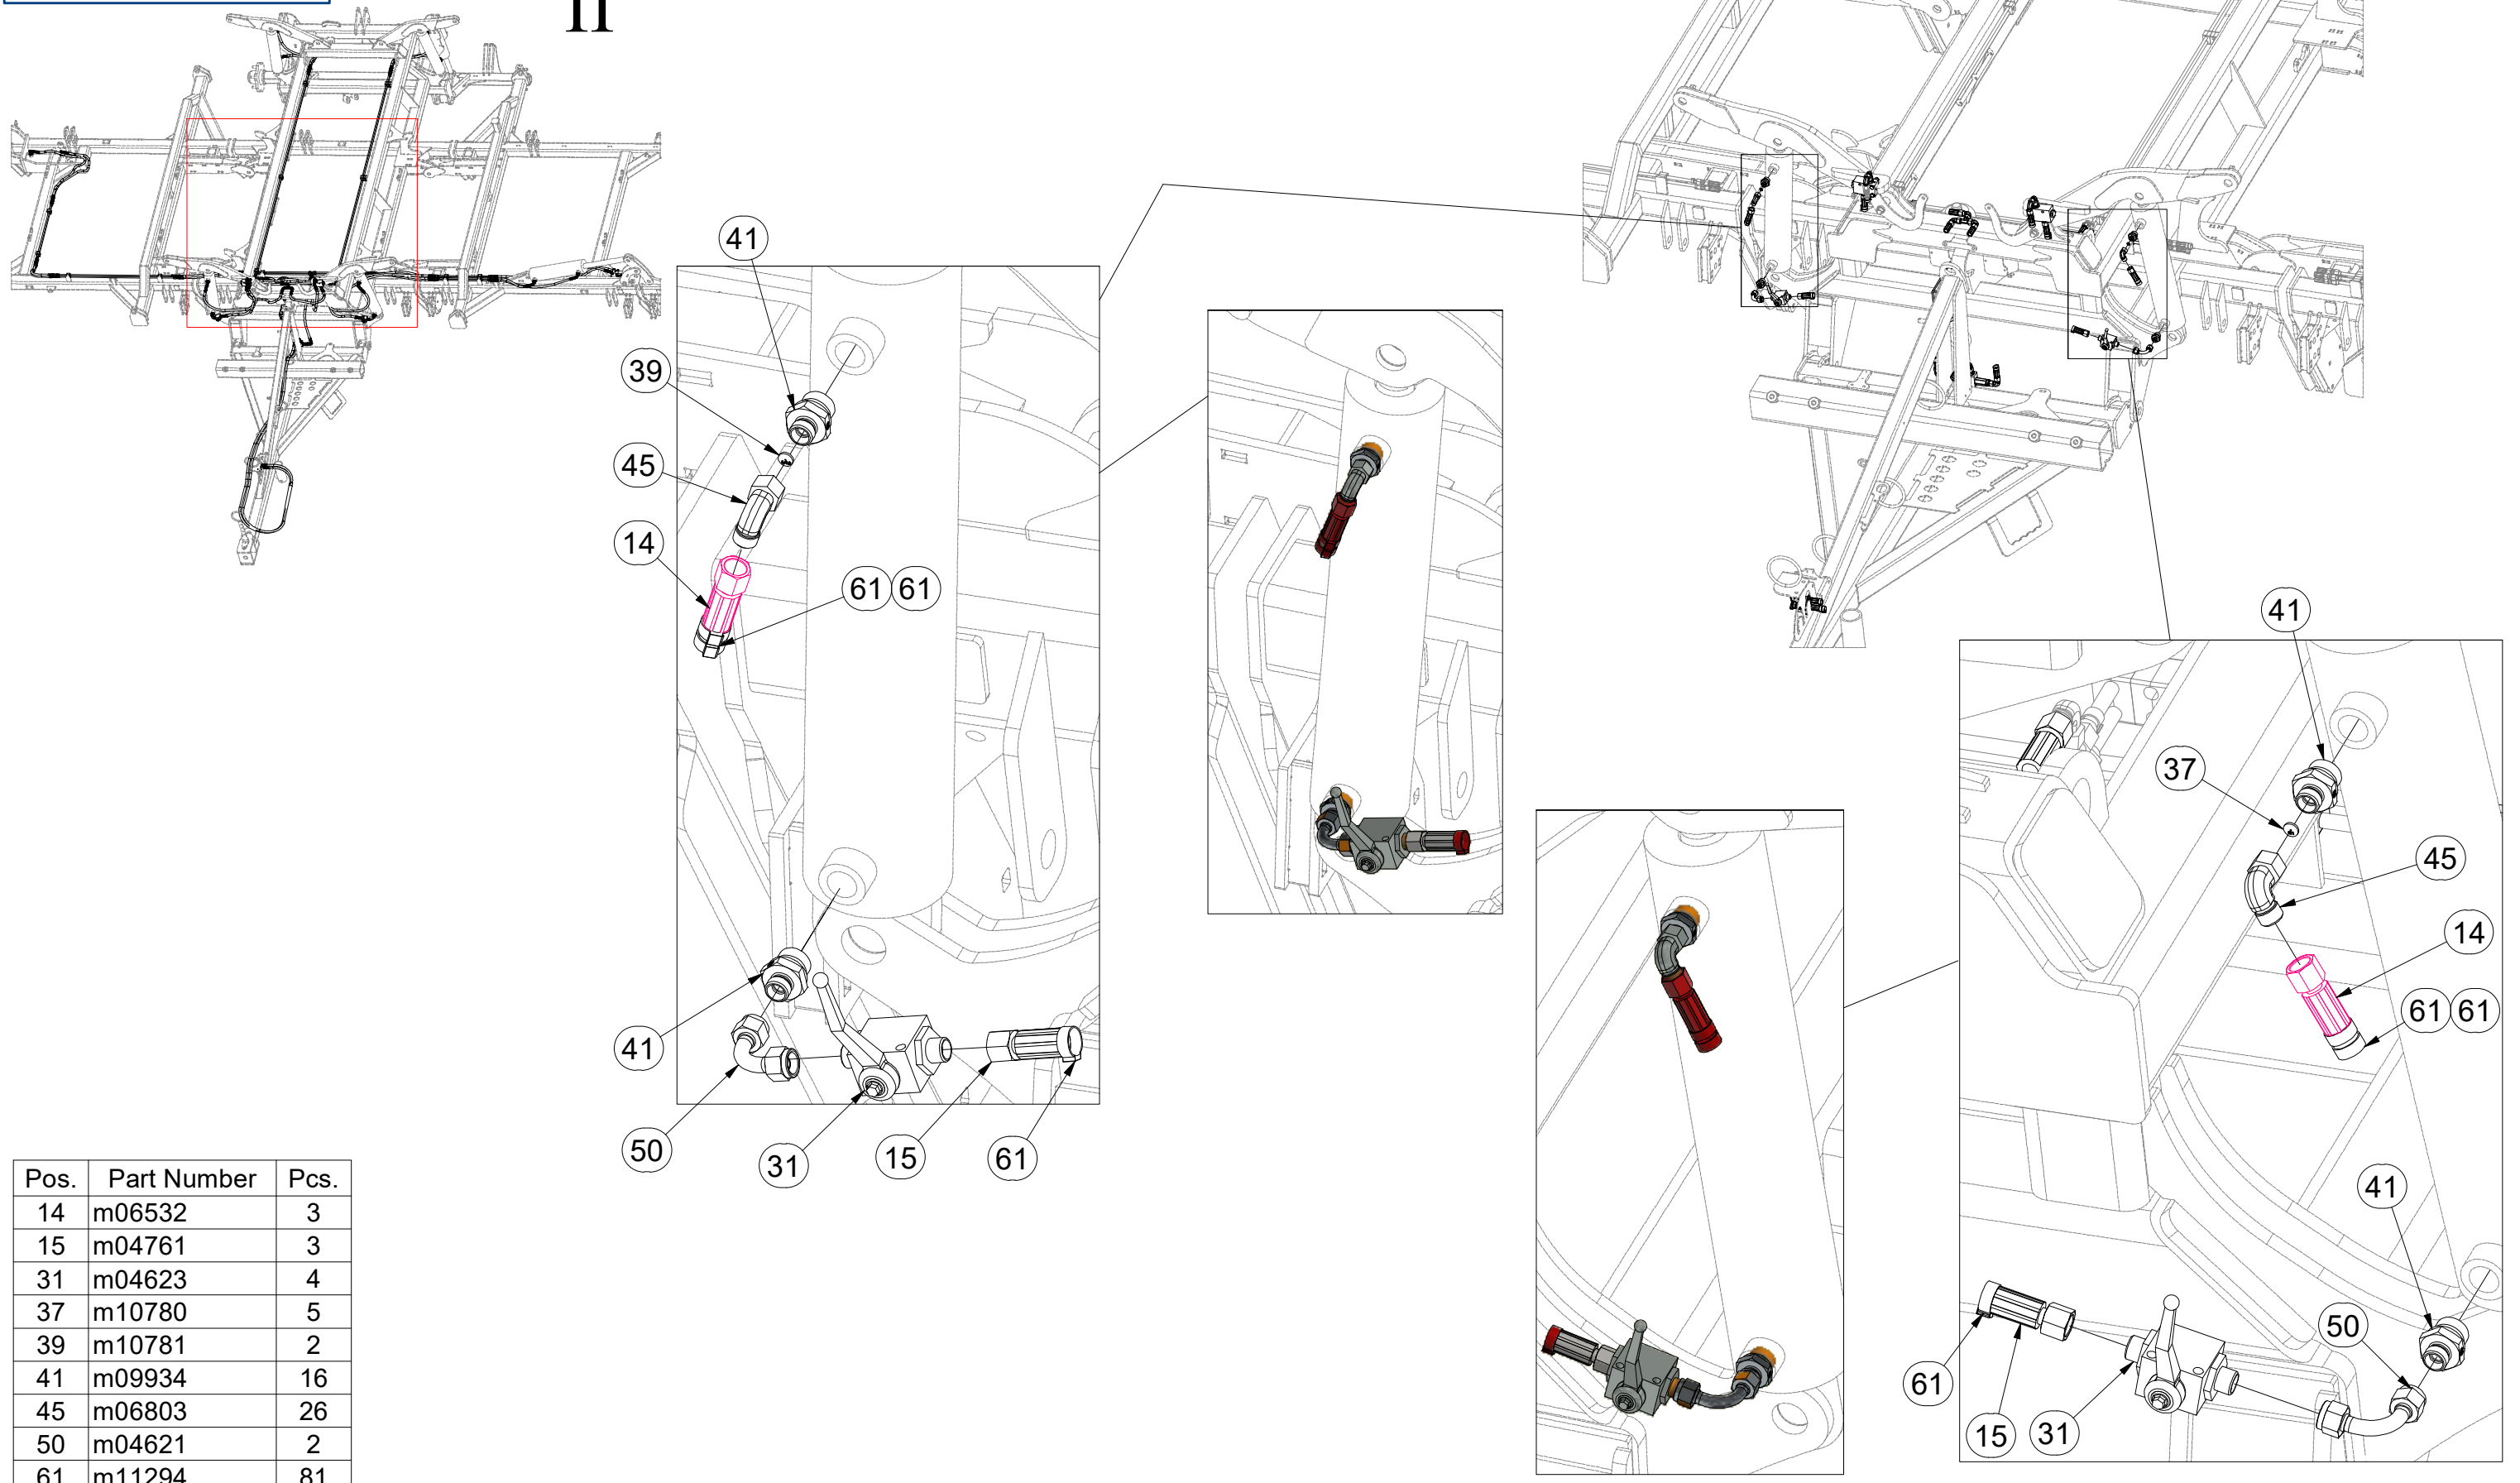 II
41
39
45
14
61 61
41
50
31
15
61
41
37
45
14
61 61
41
50
61
15
31
Pos. Part Number Pcs.
14 m06532 3
15 m04761 3
31 m04623 4
37 m10780 5
39 m10781 2
41 m09934 16
45 m06803 26
50 m04621 2
61 m11294 81